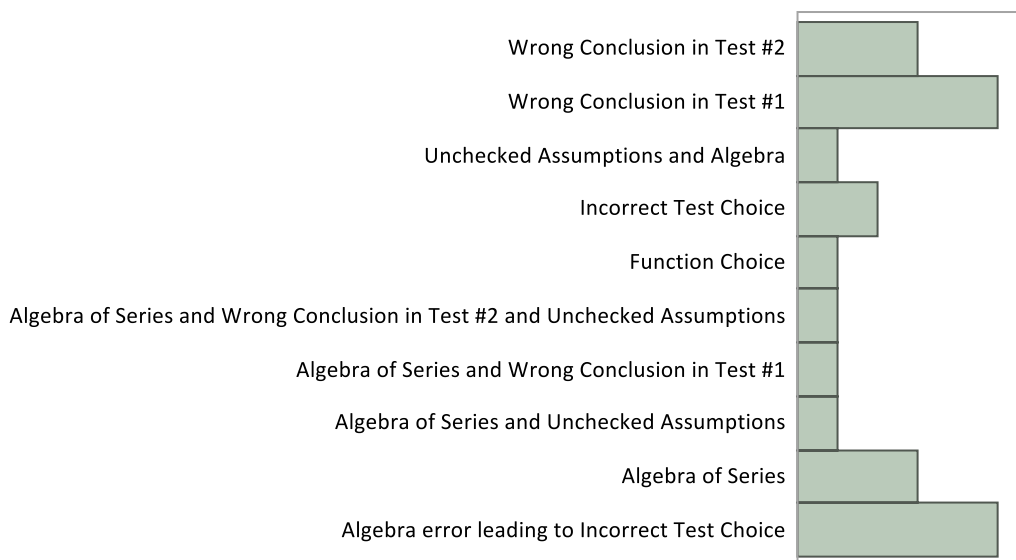 Wrong Conclusion in Test #2
Wrong Conclusion in Test #1
Unchecked Assumptions and Algebra
Incorrect Test Choice
Function Choice
Algebra of Series and Wrong Conclusion in Test #2 and Unchecked Assumptions
Algebra of Series and Wrong Conclusion in Test #1
Algebra of Series and Unchecked Assumptions
Algebra of Series
Algebra error leading to Incorrect Test Choice